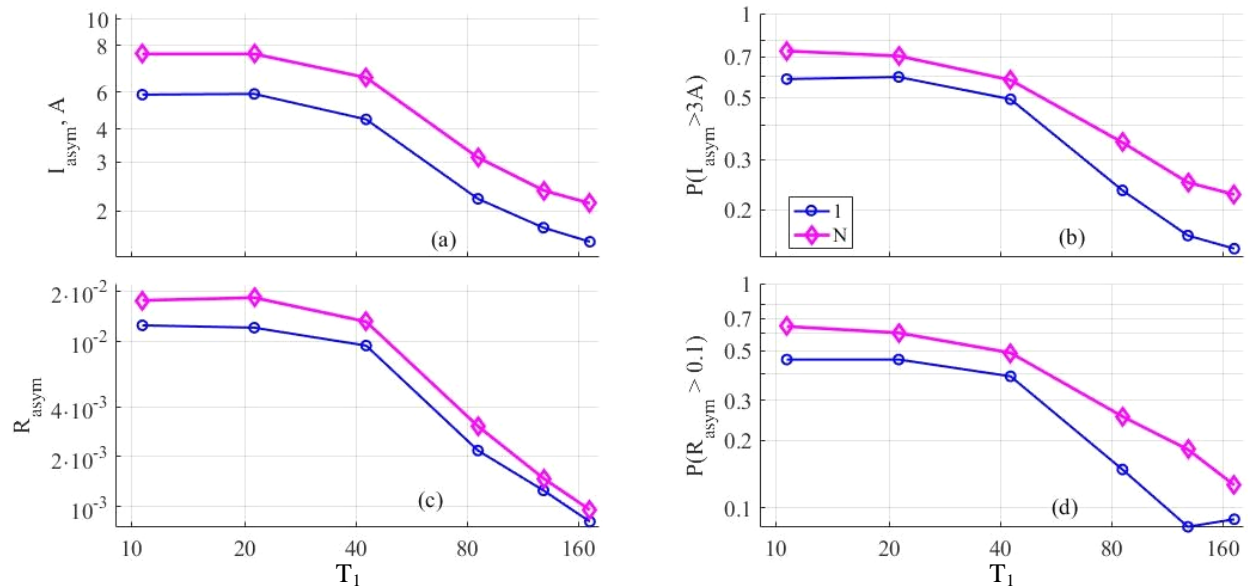 10
8
6
4
3
2
I_asym, A
(a)
1
0.7
0.5
0.3
0.2
P(I_asym>3A)
1
N
(b)
2·10^-2
10^-2
4·10^-3
2·10^-3
10^-3
R_asym
(c)
10 20 40 80 160
T_1
1
0.7
0.5
0.3
0.2
0.1
P(R_asym > 0.1)
(d)
10 20 40 80 160
T_1